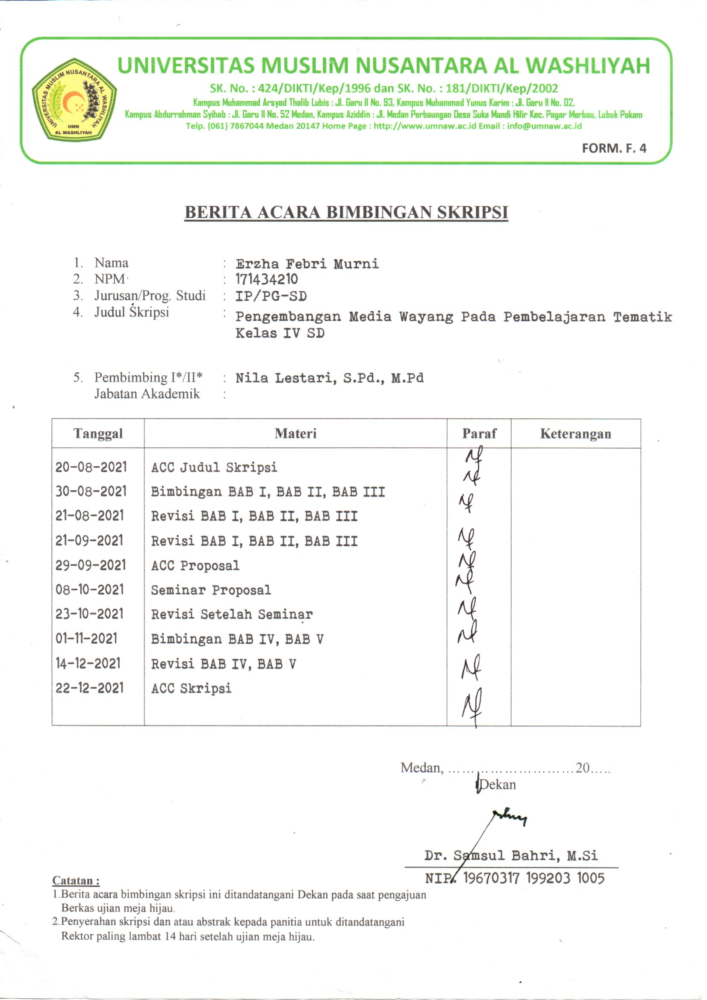 UNIVERSITAS MUSLIM NUSANTARA AL WASHLIYAH
UMN
AL WASHLIYAH
UNIVERSITAS MUSLIM NUSANTARA AL WASHLIYAH
SK. No. : 424/DIKTI/Kep/1996 dan SK. No. : 181/DIKTI/Kep/2002
Kampus Muhammad Arsyad Thalib Lubis : Jl. Garu II No. 93, Kampus Muhammad Yunus Karim : Jl. Garu II No. 02,
Kampus Abdurrahman Syihab : Jl. Garu II No. 52 Medan, Kampus Aziddin : Jl. Medan Perbaungan Desa Suka Mandi Hilir Kec. Pagar Merbau, Lubuk Pakam
Telp. (061) 7867044 Medan 20147 Home Page : http://www.umnaw.ac.id Email : info@umnaw.ac.id
FORM. F. 4
BERITA ACARA BIMBINGAN SKRIPSI
1. Nama : Erzha Febri Murni
2. NPM : 171434210
3. Jurusan/Prog. Studi : IP/PG-SD
4. Judul Skripsi : Pengembangan Media Wayang Pada Pembelajaran Tematik
Kelas IV SD
5. Pembimbing I*/II* : Nila Lestari, S.Pd., M.Pd
Jabatan Akademik :
Tanggal Materi Paraf Keterangan
20-08-2021 ACC Judul Skripsi
30-08-2021 Bimbingan BAB I, BAB II, BAB III
21-08-2021 Revisi BAB I, BAB II, BAB III
21-09-2021 Revisi BAB I, BAB II, BAB III
29-09-2021 ACC Proposal
08-10-2021 Seminar Proposal
23-10-2021 Revisi Setelah Seminar
01-11-2021 Bimbingan BAB IV, BAB V
14-12-2021 Revisi BAB IV, BAB V
22-12-2021 ACC Skripsi
Medan, ................................20.....
Dekan
Dr. Samsul Bahri, M.Si
NIP. 19670317 199203 1005
Catatan :
1.Berita acara bimbingan skripsi ini ditandatangani Dekan pada saat pengajuan
Berkas ujian meja hijau.
2.Penyerahan skripsi dan atau abstrak kepada panitia untuk ditandatangani
Rektor paling lambat 14 hari setelah ujian meja hijau.